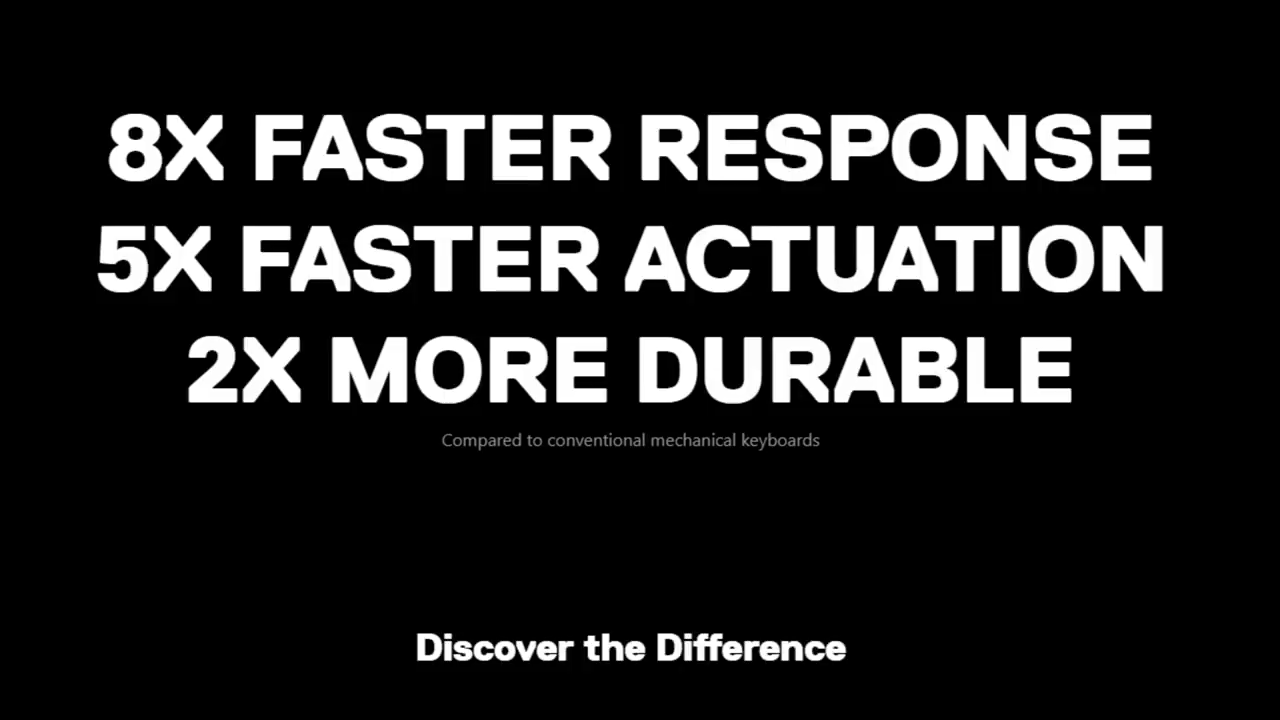 8X FASTER RESPONSE
5X FASTER ACTUATION
2X MORE DURABLE
Compared to conventional mechanical keyboards
Discover the Difference